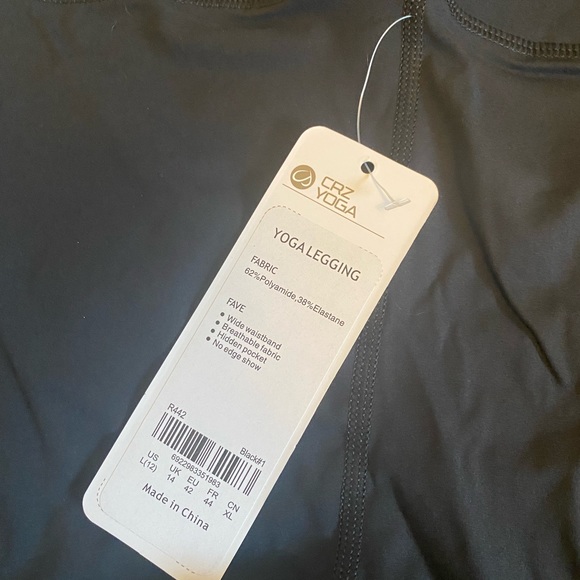 CRZ
YOGA
YOGA LEGGING
FABRIC
62%Polyamide,38%Elastane
FAVE
• Wide waistband
• Breathable fabric
• Hidden pocket
• No edge show
R442
Black#1
6922983351983
US UK EU FR CN
L(12) 14 42 44 XL
Made in China